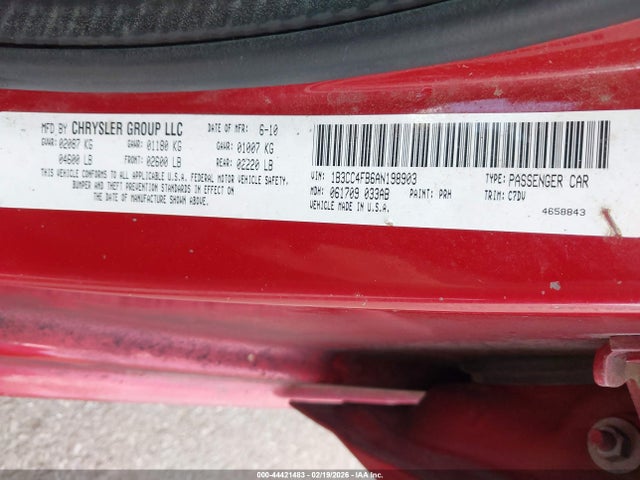 MFD BY CHRYSLER GROUP LLC DATE OF MFR: 6-10
GVWR: 02087 KG GAWR: 01180 KG GAWR: 01007 KG
04600 LB FRONT: 02600 LB REAR: 02220 LB
THIS VEHICLE CONFORMS TO ALL APPLICABLE U.S.A. FEDERAL MOTOR VEHICLE SAFETY,
BUMPER AND THEFT PREVENTION STANDARDS IN EFFECT ON
THE DATE OF MANUFACTURE SHOWN ABOVE.
VIN: 1B3CC4FB6AN198903 TYPE: PASSENGER CAR
MDH: 061709 033AB PAINT: PRH TRIM: C7DV
VEHICLE MADE IN U.S.A. 4658843
000-44421483 | 02/19/2026 | IAA Inc.